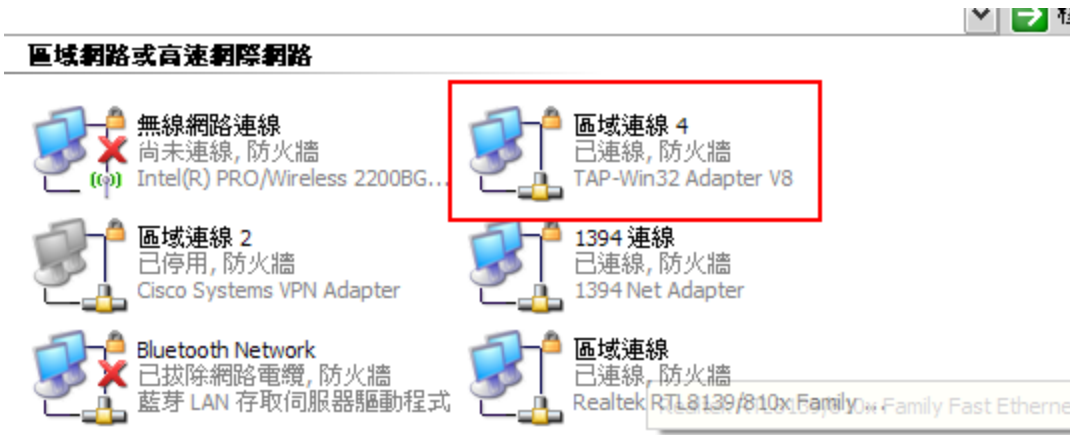 區域網路或高速網際網路
無線網路連線
尚未連線, 防火牆
Intel(R) PRO/Wireless 2200BG...
區域連線 4
已連線, 防火牆
TAP-Win32 Adapter V8
區域連線 2
已停用, 防火牆
Cisco Systems VPN Adapter
1394 連線
已連線, 防火牆
1394 Net Adapter
Bluetooth Network
已拔除網路電纜, 防火牆
藍芽 LAN 存取伺服器驅動程式
區域連線
已連線, 防火牆
Realtek RTL8139/810x Family ...
Family Fast Etherne